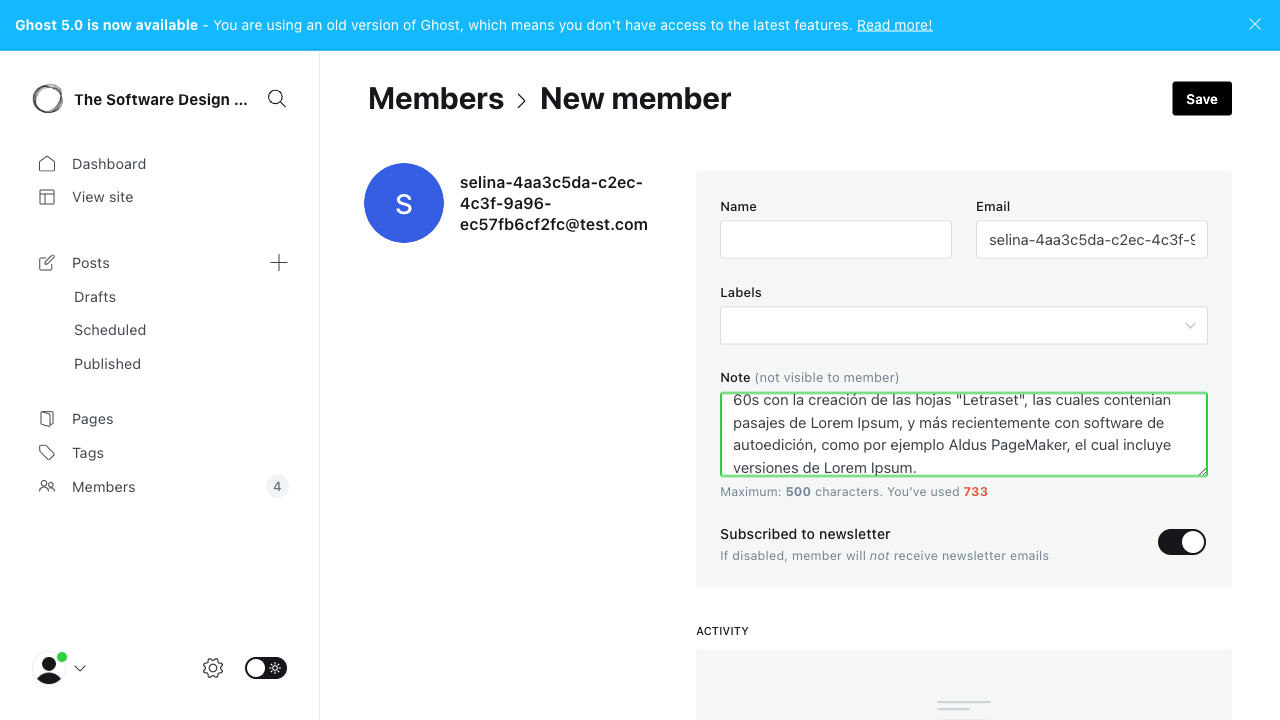 Ghost 5.0 is now available - You are using an old version of Ghost, which means you don't have access to the latest features. Read more!
The Software Design ...
Dashboard
View site
Posts
Drafts
Scheduled
Published
Pages
Tags
Members 4
Members > New member
Save
S
selina-4aa3c5da-c2ec-
4c3f-9a96-
ec57fb6cf2fc@test.com
Name
Email
selina-4aa3c5da-c2ec-4c3f-9
Labels
Note (not visible to member)
60s con la creación de las hojas "Letraset", las cuales contenian
pasajes de Lorem Ipsum, y más recientemente con software de
autoedición, como por ejemplo Aldus PageMaker, el cual incluye
versiones de Lorem Ipsum.
Maximum: 500 characters. You've used 733
Subscribed to newsletter
If disabled, member will not receive newsletter emails
ACTIVITY